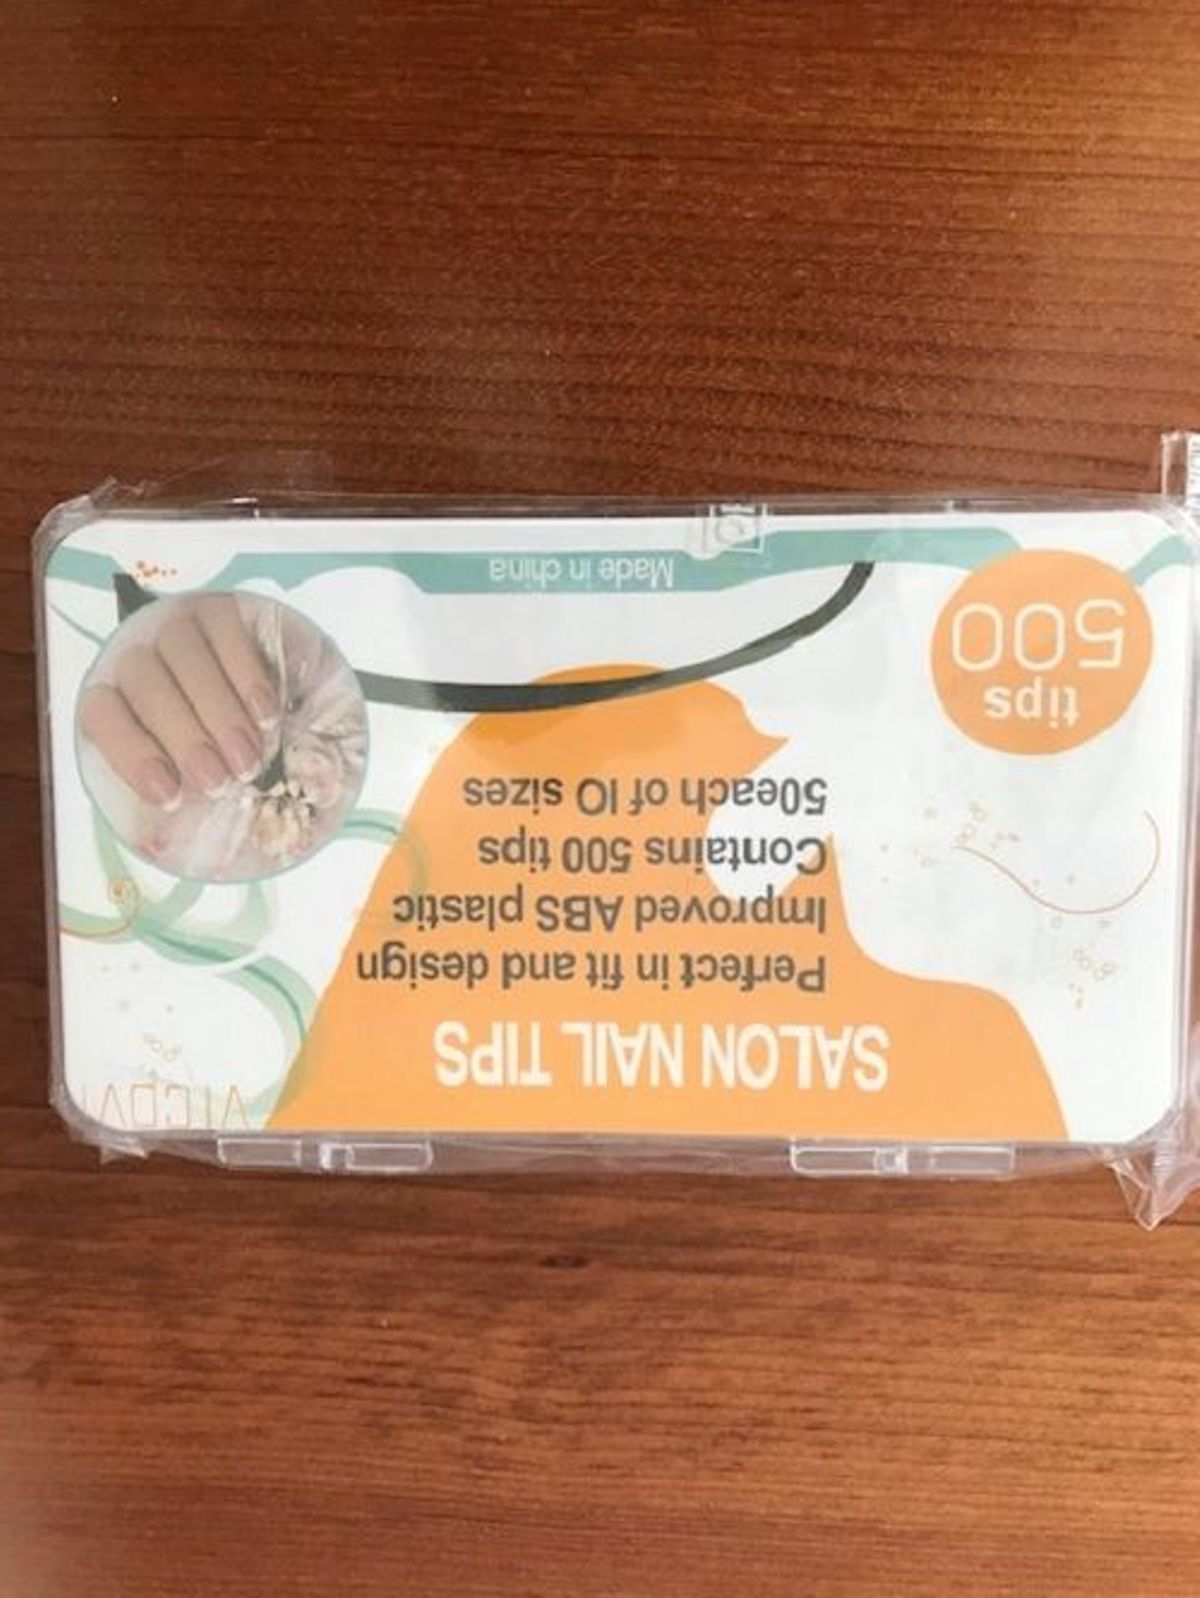 SALON NAIL TIPS
Perfect in fit and design
Improved ABS plastic
Contains 500 tips
50each of 10 sizes
tips
500
Made in china